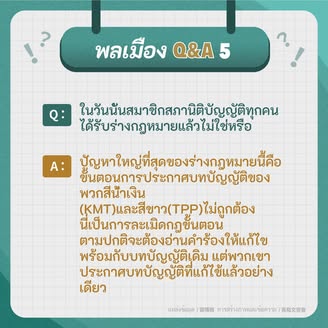 พลเมือง Q&A 5
Q :
ในวันนั้นสมาชิกสภานิติบัญญัติทุกคน
ได้รับร่างกฎหมายแล้วไม่ใช่หรือ
A :
ปัญหาใหญ่ที่สุดของร่างกฎหมายนี้คือ
ขั้นตอนการประกาศบทบัญญัติของ
พวกสีน้ำเงิน
(KMT)และสีขาว(TPP)ไม่ถูกต้อง
นี่เป็นการละเมิดกฎขั้นตอน
ตามปกติจะต้องอ่านคำร้องให้แก้ไข
พร้อมกับบทบัญญัติเดิม แต่พวกเขา
ประกาศบทบัญญัติที่แก้ไขแล้วอย่าง
เดียว